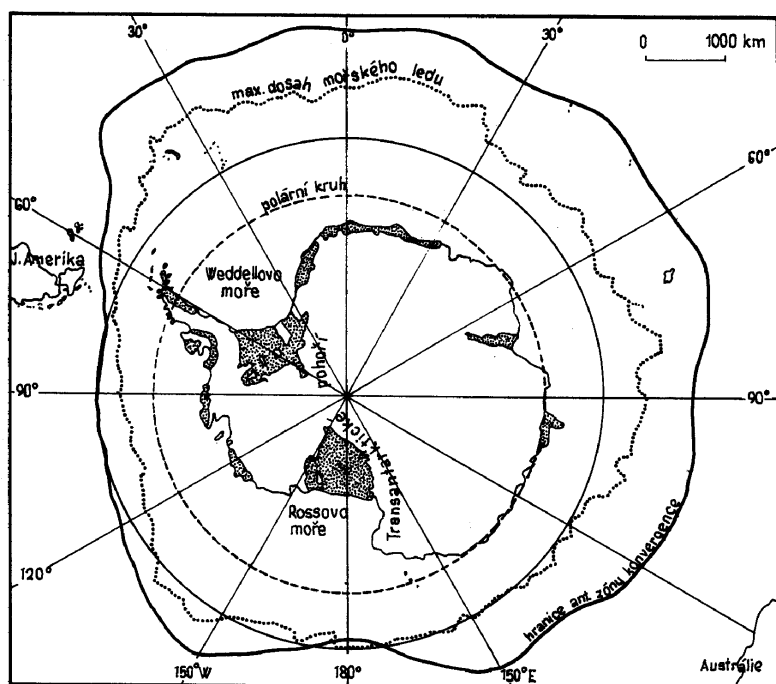 30°
0°
30°
0 1000 km
max. dosah mořského ledu
60°
polární kruh
60°
J. Amerika
Weddellovo
moře
pohoří
90°
90°
Transantarktické
Rossovo
moře
120°
hranice ant. zóny konvergence
Austrálie
150°W
180°
150°E